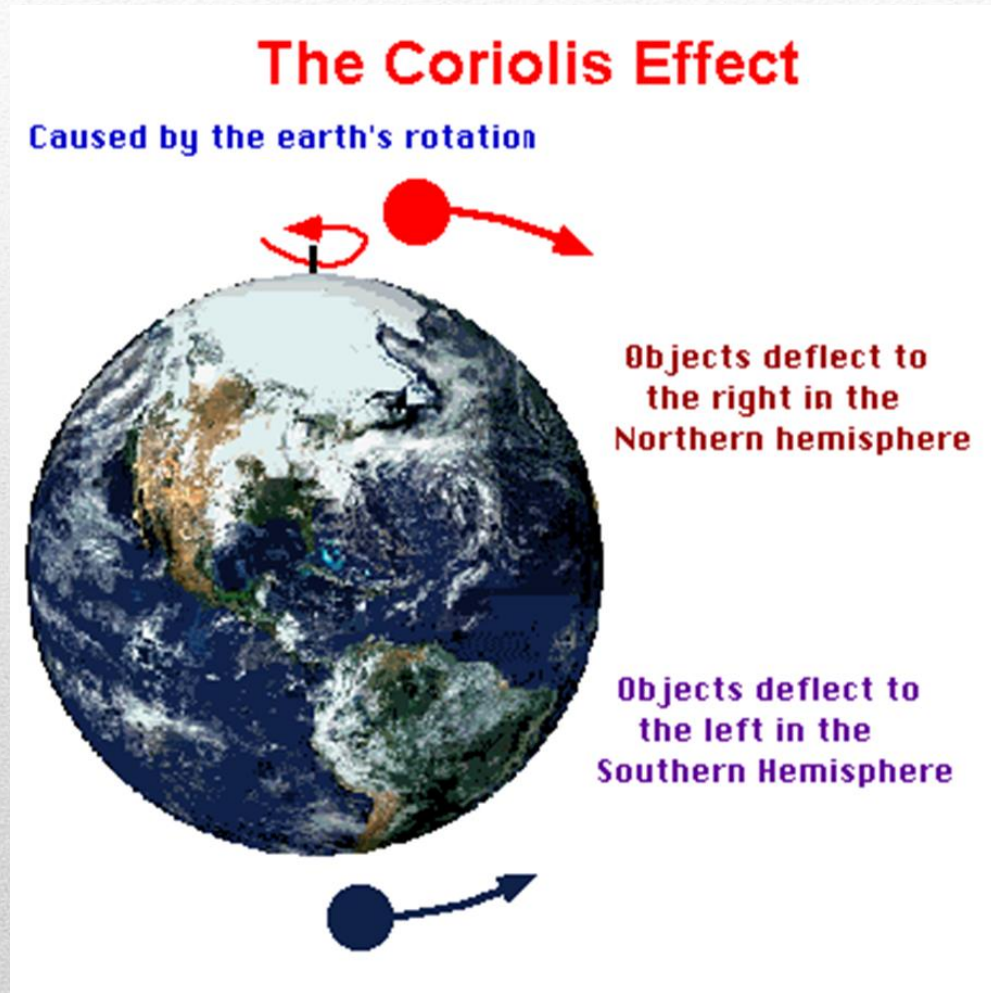 The Coriolis Effect
Caused by the earth's rotation
Objects deflect to
the right in the
Northern hemisphere
Objects deflect to
the left in the
Southern Hemisphere